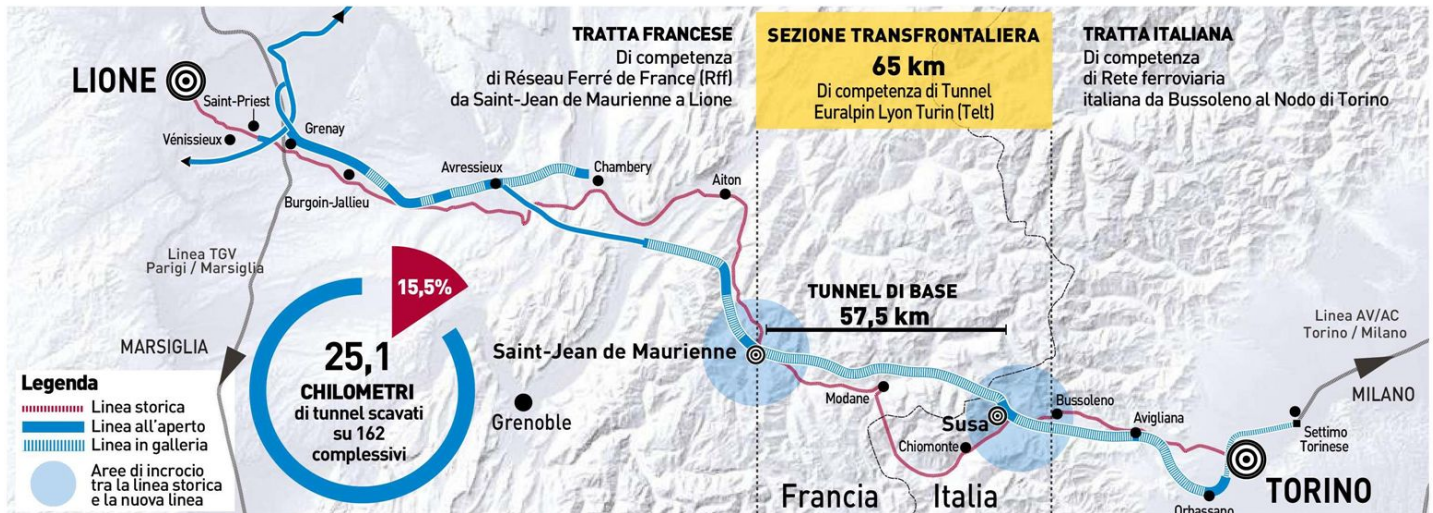 TRATTA FRANCESE
Di competenza
di Réseau Ferré de France (Rff)
da Saint-Jean de Maurienne a Lione
SEZIONE TRANSFRONTALIERA
65 km
Di competenza di Tunnel
Euralpin Lyon Turin (Telt)
TRATTA ITALIANA
Di competenza
di Rete ferroviaria
italiana da Bussoleno al Nodo di Torino
LIONE
Saint-Priest
Vénissieux
Grenay
Burgoin-Jallieu
Avressieux
Chambery
Aiton
Linea TGV
Parigi / Marsiglia
15,5%
25,1
CHILOMETRI
di tunnel scavati
su 162
complessivi
MARSIGLIA
TUNNEL DI BASE
57,5 km
Saint-Jean de Maurienne
Grenoble
Modane
Susa
Chiomonte
Bussoleno
Avigliana
Linea AV/AC
Torino / Milano
MILANO
Settimo
Torinese
TORINO
Orbassano
Francia
Italia
Legenda
Linea storica
Linea all'aperto
Linea in galleria
Aree di incrocio
tra la linea storica
e la nuova linea